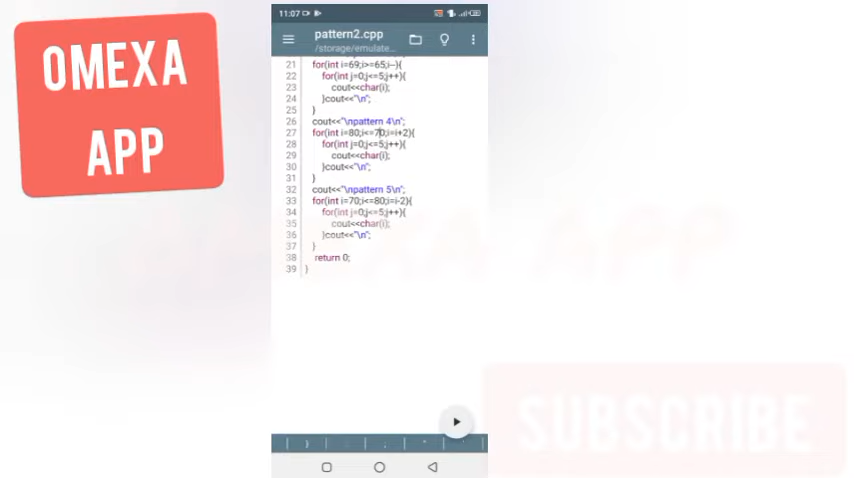 OMEXA
APP
11:07
pattern2.cpp
/storage/emulate...
21 for(int i=69;i>=65;i--){
22 for(int j=0;j<=5;j++){
23 cout<<char(i);
24 }cout<<"\n";
25 }
26 cout<<"\npattern 4\n";
27 for(int i=80;i<=70;i=i+2){
28 for(int j=0;j<=5;j++){
29 cout<<char(i);
30 }cout<<"\n";
31 }
32 cout<<"\npattern 5\n";
33 for(int i=70;i<=80;i=i-2){
34 for(int j=0;j<=5;j++){
35 cout<<char(i);
36 }cout<<"\n";
37 }
38 return 0;
39 }
SUBSCRIBE